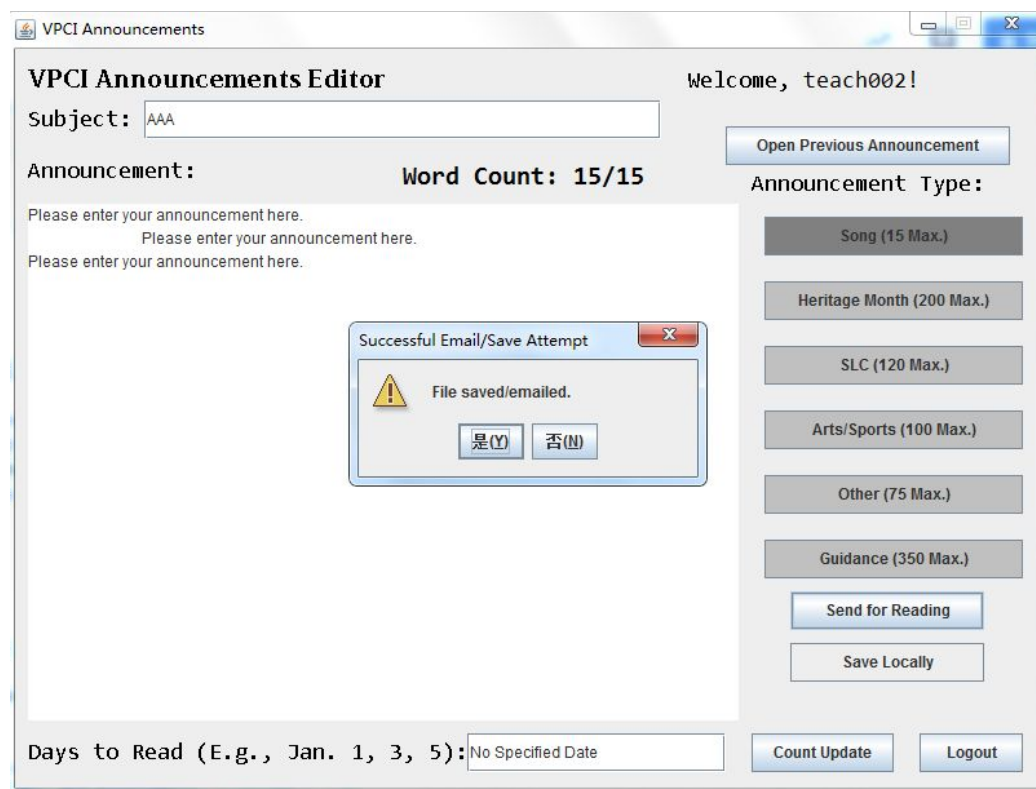 VPCI Announcements
VPCI Announcements Editor
Welcome, teach002!
Subject: AAA
Open Previous Announcement
Announcement:
Word Count: 15/15
Announcement Type:
Please enter your announcement here.
Please enter your announcement here.
Please enter your announcement here.
Song (15 Max.)
Heritage Month (200 Max.)
Successful Email/Save Attempt
File saved/emailed.
是(Y) 否(N)
SLC (120 Max.)
Arts/Sports (100 Max.)
Other (75 Max.)
Guidance (350 Max.)
Send for Reading
Save Locally
Days to Read (E.g., Jan. 1, 3, 5): No Specified Date
Count Update
Logout